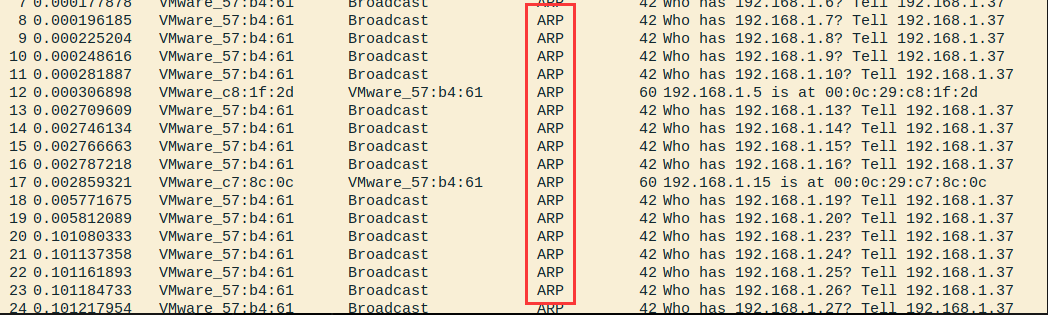 7 0.000177878 VMware_57:b4:61 Broadcast ARP 42 Who has 192.168.1.6? Tell 192.168.1.37
8 0.000196185 VMware_57:b4:61 Broadcast ARP 42 Who has 192.168.1.7? Tell 192.168.1.37
9 0.000225204 VMware_57:b4:61 Broadcast ARP 42 Who has 192.168.1.8? Tell 192.168.1.37
10 0.000248616 VMware_57:b4:61 Broadcast ARP 42 Who has 192.168.1.9? Tell 192.168.1.37
11 0.000281887 VMware_57:b4:61 Broadcast ARP 42 Who has 192.168.1.10? Tell 192.168.1.37
12 0.000306898 VMware_c8:1f:2d VMware_57:b4:61 ARP 60 192.168.1.5 is at 00:0c:29:c8:1f:2d
13 0.002709609 VMware_57:b4:61 Broadcast ARP 42 Who has 192.168.1.13? Tell 192.168.1.37
14 0.002746134 VMware_57:b4:61 Broadcast ARP 42 Who has 192.168.1.14? Tell 192.168.1.37
15 0.002766663 VMware_57:b4:61 Broadcast ARP 42 Who has 192.168.1.15? Tell 192.168.1.37
16 0.002787218 VMware_57:b4:61 Broadcast ARP 42 Who has 192.168.1.16? Tell 192.168.1.37
17 0.002859321 VMware_c7:8c:0c VMware_57:b4:61 ARP 60 192.168.1.15 is at 00:0c:29:c7:8c:0c
18 0.005771675 VMware_57:b4:61 Broadcast ARP 42 Who has 192.168.1.19? Tell 192.168.1.37
19 0.005812089 VMware_57:b4:61 Broadcast ARP 42 Who has 192.168.1.20? Tell 192.168.1.37
20 0.101080333 VMware_57:b4:61 Broadcast ARP 42 Who has 192.168.1.23? Tell 192.168.1.37
21 0.101137358 VMware_57:b4:61 Broadcast ARP 42 Who has 192.168.1.24? Tell 192.168.1.37
22 0.101161893 VMware_57:b4:61 Broadcast ARP 42 Who has 192.168.1.25? Tell 192.168.1.37
23 0.101184733 VMware_57:b4:61 Broadcast ARP 42 Who has 192.168.1.26? Tell 192.168.1.37
24 0.101217954 VMware_57:b4:61 Broadcast ARP 42 Who has 192.168.1.27? Tell 192.168.1.37